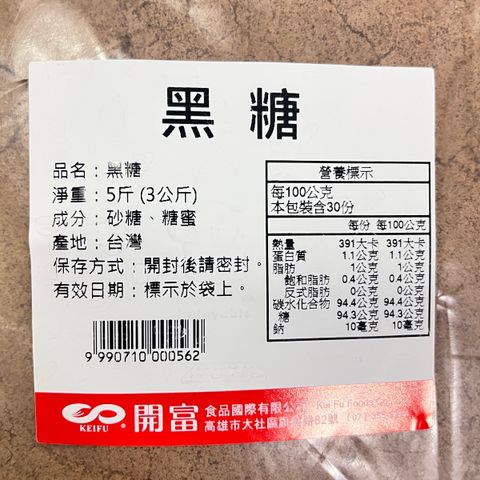 黑糖
品名：黑糖
淨重：5斤(3公斤)
成分：砂糖、糖蜜
產地：台灣
保存方式：開封後請密封。
有效日期：標示於袋上。
9 990710 000562
營養標示
每100公克
本包裝含30份
每份 每100公克
熱量 391大卡 391大卡
蛋白質 1.1公克 1.1公克
脂肪 1公克 1公克
飽和脂肪 0.4公克 0.4公克
反式脂肪 0公克 0公克
碳水化合物 94.4公克 94.4公克
糖 94.3公克 94.3公克
鈉 10毫克 10毫克
KEIFU
®
開富
食品國際有限公司 Kei Fu Foods
高雄市大社區 路62號